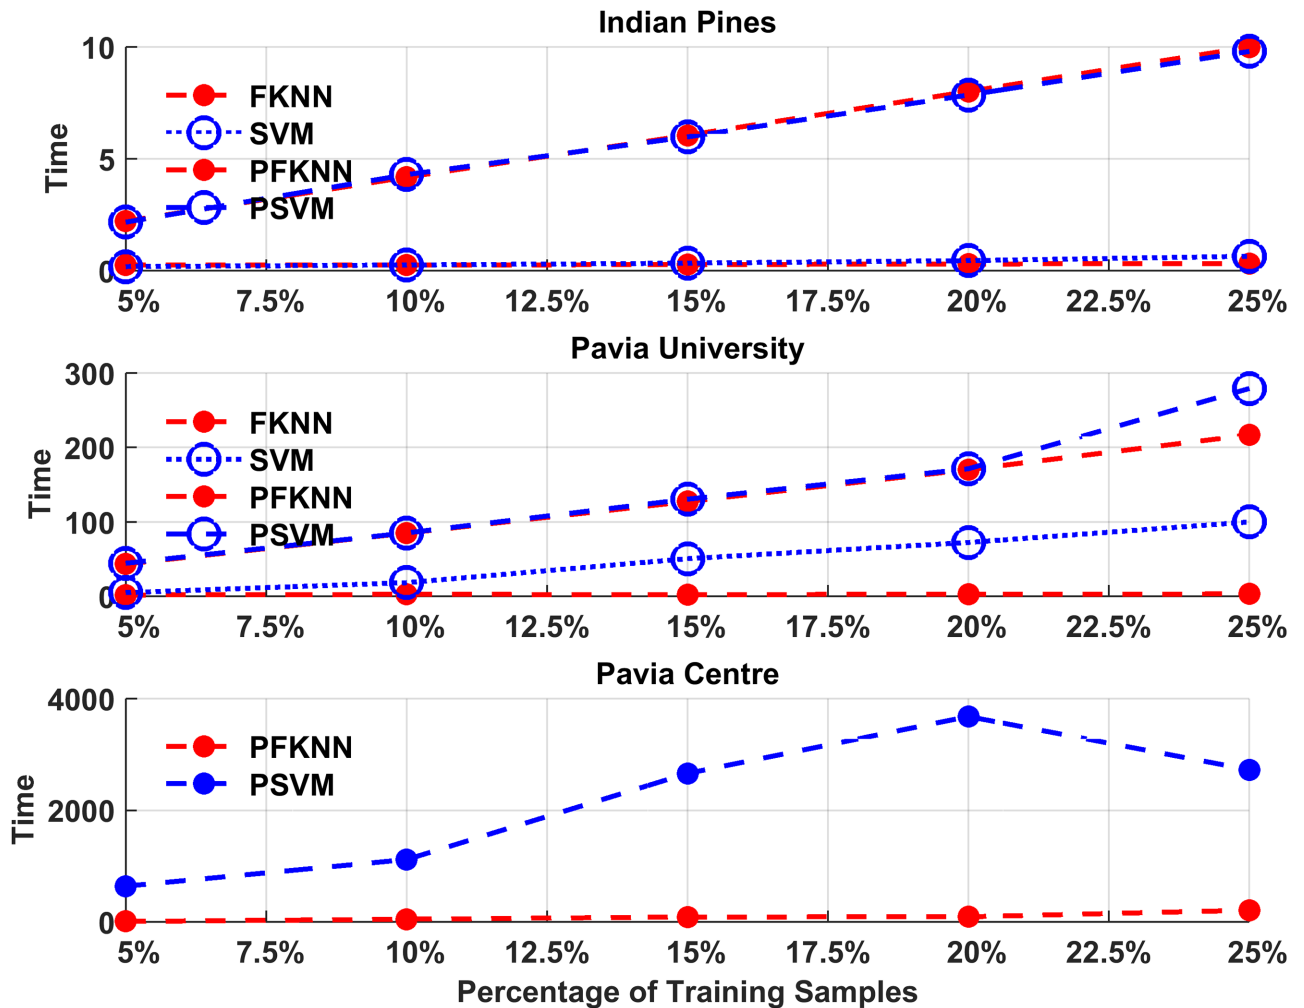 Indian Pines
10
5
0
Time
FKNN
SVM
PFKNN
PSVM
5% 7.5% 10% 12.5% 15% 17.5% 20% 22.5% 25%
Pavia University
300
200
100
0
Time
FKNN
SVM
PFKNN
PSVM
5% 7.5% 10% 12.5% 15% 17.5% 20% 22.5% 25%
Pavia Centre
4000
2000
0
Time
PFKNN
PSVM
5% 7.5% 10% 12.5% 15% 17.5% 20% 22.5% 25%
Percentage of Training Samples